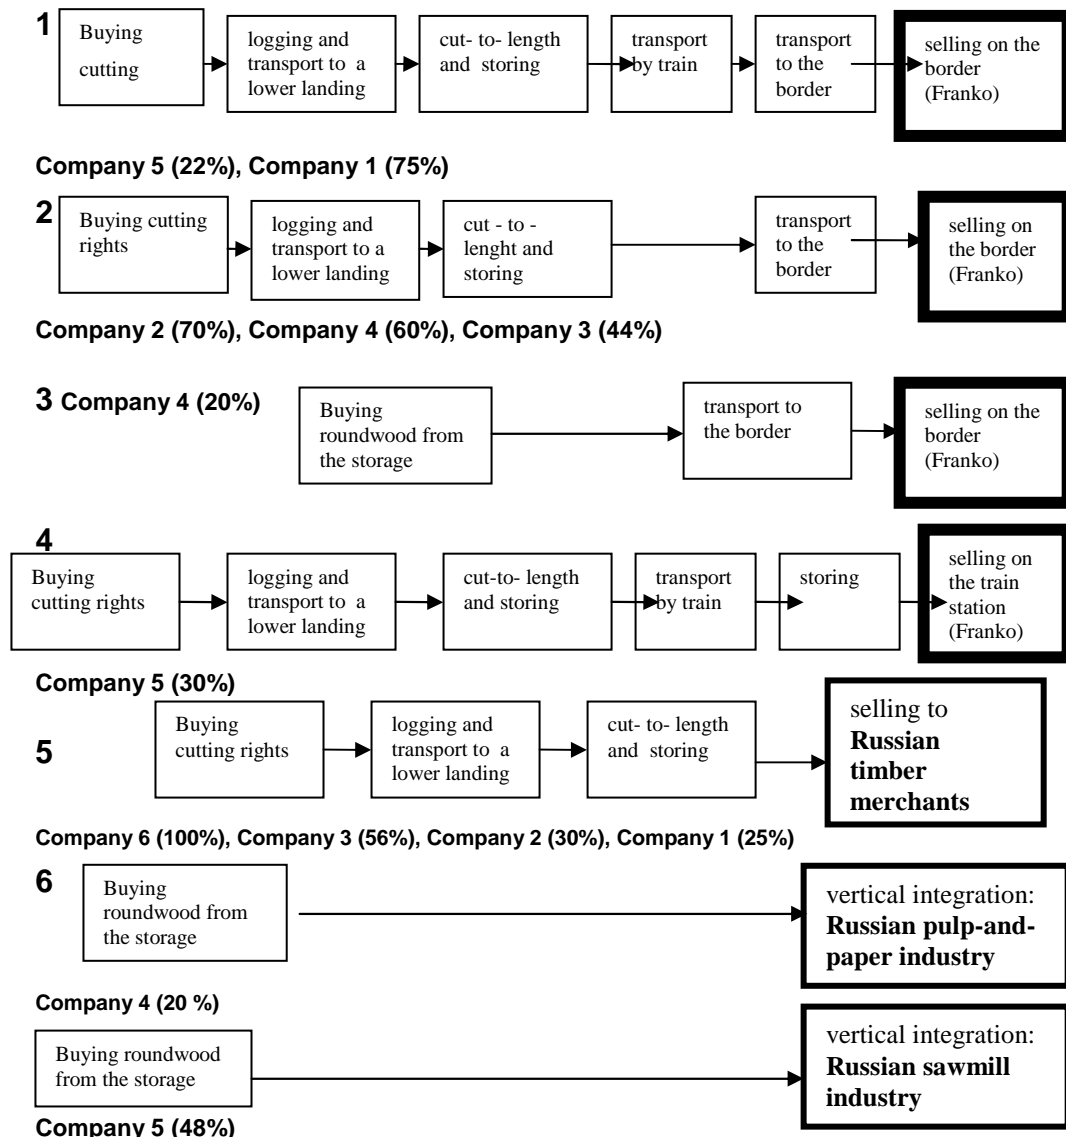 1
Buying
cutting
logging and
transport to a
lower landing
cut- to- length
and storing
transport
by train
transport
to the
border
selling on the
border
(Franko)
Company 5 (22%), Company 1 (75%)
2
Buying cutting
rights
logging and
transport to a
lower landing
cut - to -
lenght and
storing
transport
to the
border
selling on
the border
(Franko)
Company 2 (70%), Company 4 (60%), Company 3 (44%)
3 Company 4 (20%)
Buying
roundwood from
the storage
transport to
the border
selling on the
border
(Franko)
4
Buying
cutting rights
logging and
transport to a
lower landing
cut-to- length
and storing
transport
by train
storing
selling on
the train
station
(Franko)
Company 5 (30%)
5
Buying
cutting rights
logging and
transport to a
lower landing
cut- to- length
and storing
selling to
Russian
timber
merchants
Company 6 (100%), Company 3 (56%), Company 2 (30%), Company 1 (25%)
6
Buying
roundwood from
the storage
vertical integration:
Russian pulp-and-
paper industry
Company 4 (20 %)
Buying roundwood
from the storage
vertical integration:
Russian sawmill
industry
Company 5 (48%)